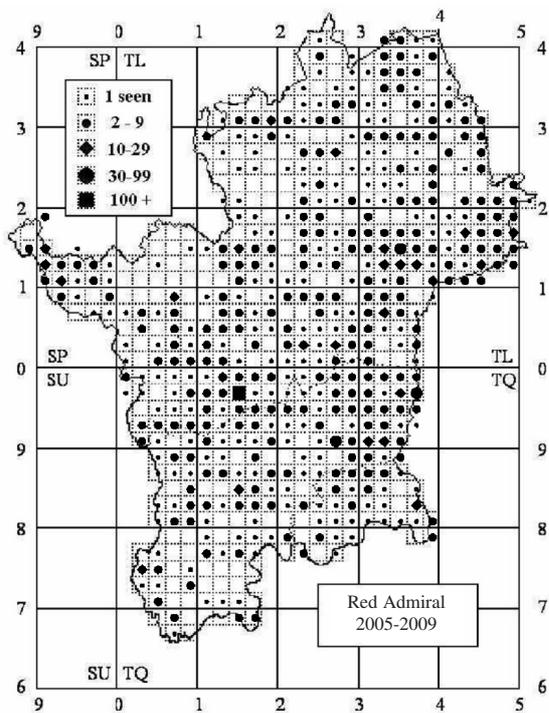 9 0 1 2 3 4 5
4 SP TL 4
1 seen
2 - 9
3 10-29 3
30-99
100 +
2 2
1 1
SP TL
0 0
SU TQ
9 9
8 8
7 Red Admiral 7
2005-2009
SU TQ
6 6
9 0 1 2 3 4 5